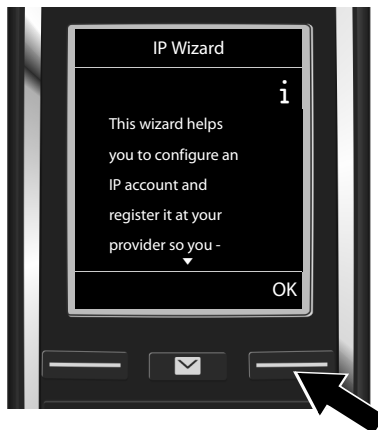 IP Wizard
i
This wizard helps
you to configure an
IP account and
register it at your
provider so you -
OK